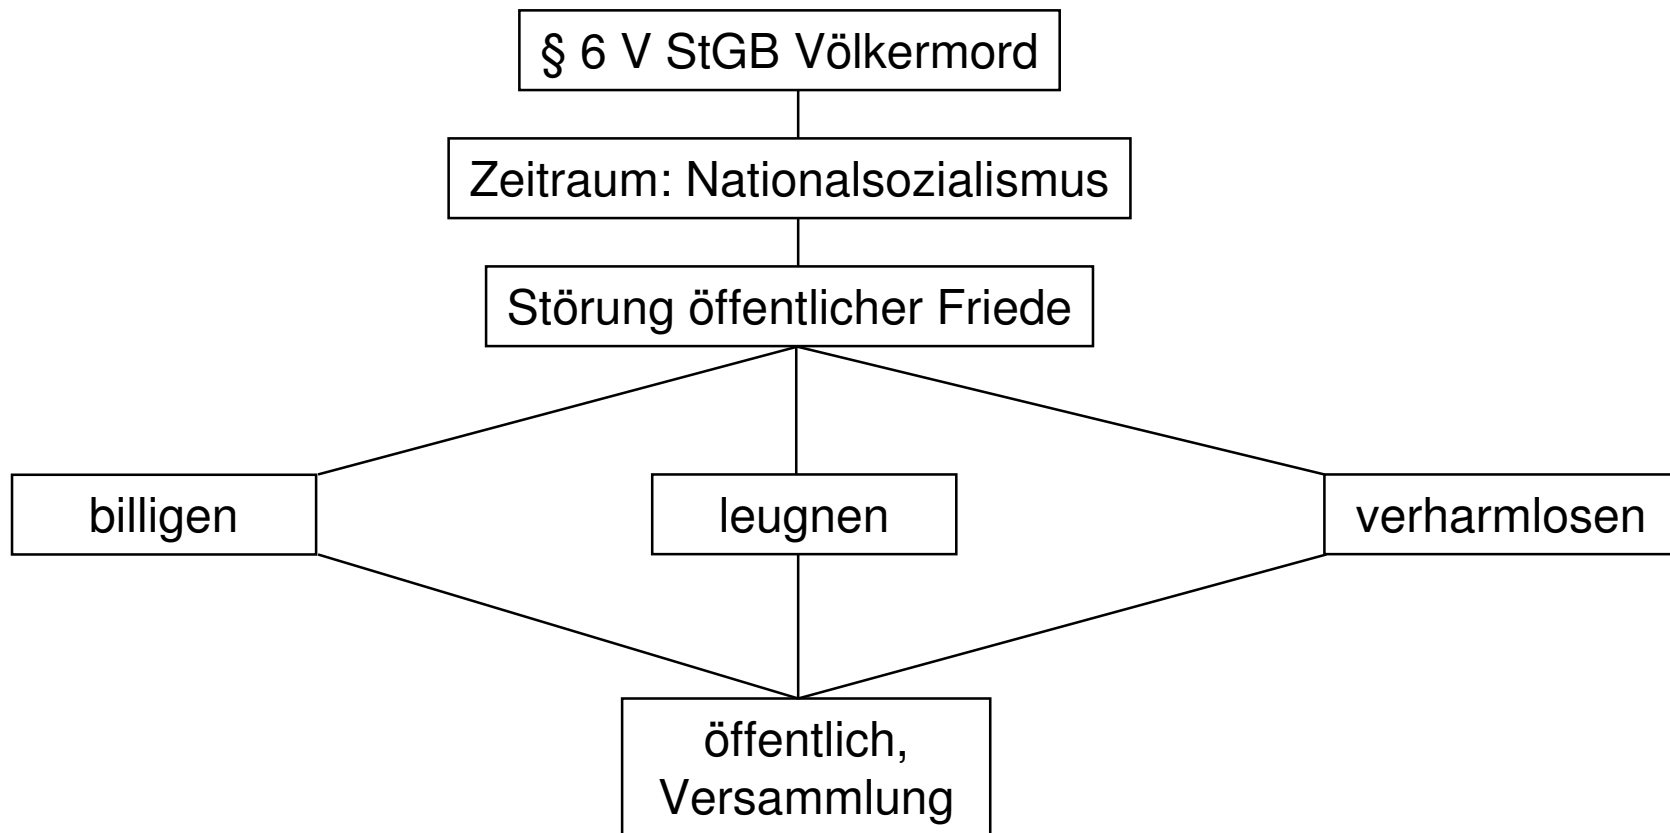 § 6 V StGB Völkermord
Zeitraum: Nationalsozialismus
Störung öffentlicher Friede
billigen
leugnen
verharmlosen
öffentlich,
Versammlung